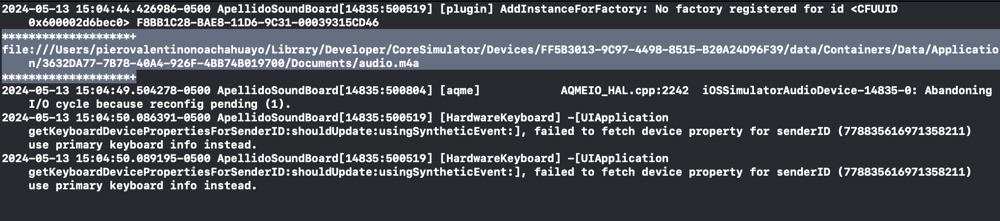 2024-05-13 15:04:44.426986-0500 ApellidoSoundBoard[14835:500519] [plugin] AddInstanceForFactory: No factory registered for id <CFUUID
0x600002d6bec0> F8BB1C28-BAE8-11D6-9C31-00039315CD46
*******************+
file:///Users/pierovalentinonoachahuayo/Library/Developer/CoreSimulator/Devices/FF5B3013-9C97-4498-8515-B20A24D96F39/data/Containers/Data/Applicatio
n/3632DA77-7B78-40A4-926F-4BB74B019700/Documents/audio.m4a
*******************+
2024-05-13 15:04:49.504278-0500 ApellidoSoundBoard[14835:500804] [aqme]            AQMEIO_HAL.cpp:2242  iOSSimulatorAudioDevice-14835-0: Abandoning
I/O cycle because reconfig pending (1).
2024-05-13 15:04:50.086391-0500 ApellidoSoundBoard[14835:500519] [HardwareKeyboard] -[UIApplication
getKeyboardDevicePropertiesForSenderID:shouldUpdate:usingSyntheticEvent:], failed to fetch device property for senderID (778835616971358211)
use primary keyboard info instead.
2024-05-13 15:04:50.089195-0500 ApellidoSoundBoard[14835:500519] [HardwareKeyboard] -[UIApplication
getKeyboardDevicePropertiesForSenderID:shouldUpdate:usingSyntheticEvent:], failed to fetch device property for senderID (778835616971358211)
use primary keyboard info instead.